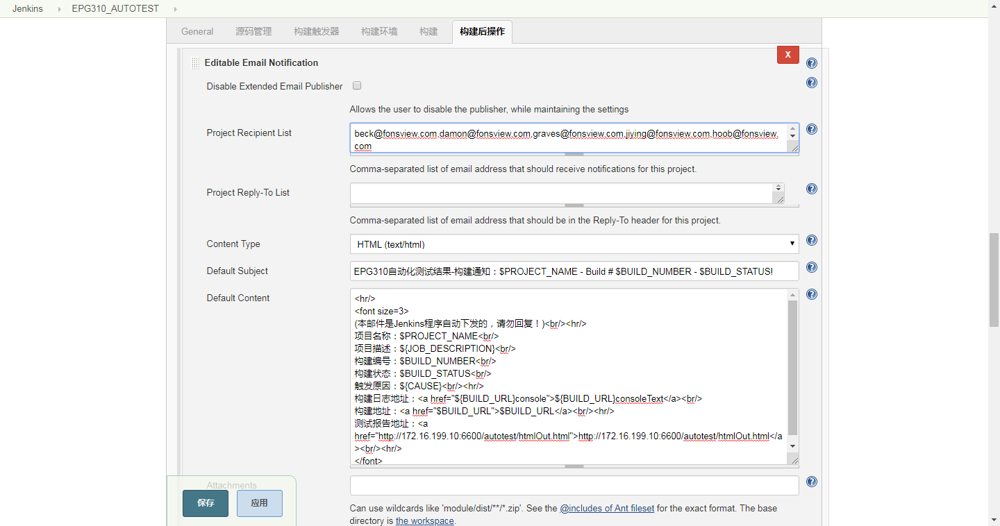 Jenkins EPG310_AUTOTEST
General 源码管理 构建触发器 构建环境 构建 构建后操作
X
Editable Email Notification
Disable Extended Email Publisher
Allows the user to disable the publisher, while maintaining the settings
Project Recipient List
beck@fonsview.com,damon@fonsview.com,graves@fonsview.com,jiying@fonsview.com,hoob@fonsview.
com
Comma-separated list of email address that should receive notifications for this project.
Project Reply-To List
Comma-separated list of email address that should be in the Reply-To header for this project.
Content Type
HTML (text/html)
Default Subject
EPG310自动化测试结果-构建通知：$PROJECT_NAME - Build # $BUILD_NUMBER - $BUILD_STATUS!
Default Content
<hr/>
<font size=3>
(本邮件是Jenkins程序自动下发的，请勿回复！)<br/><hr/>
项目名称：$PROJECT_NAME<br/>
项目描述：${JOB_DESCRIPTION}<br/>
构建编号：$BUILD_NUMBER<br/>
构建状态：$BUILD_STATUS<br/>
触发原因：${CAUSE}<br/><hr/>
构建日志地址：<a href="${BUILD_URL}console">${BUILD_URL}consoleText</a><br/>
构建地址：<a href="$BUILD_URL">$BUILD_URL</a><br/><hr/>
测试报告地址：<a
href="http://172.16.199.10:6600/autotest/htmlOut.html">http://172.16.199.10:6600/autotest/htmlOut.html</a
><br/><hr/>
</font>
Attachments
保存 应用
Can use wildcards like 'module/dist/**/*.zip'. See the @includes of Ant fileset for the exact format. The base
directory is the workspace.